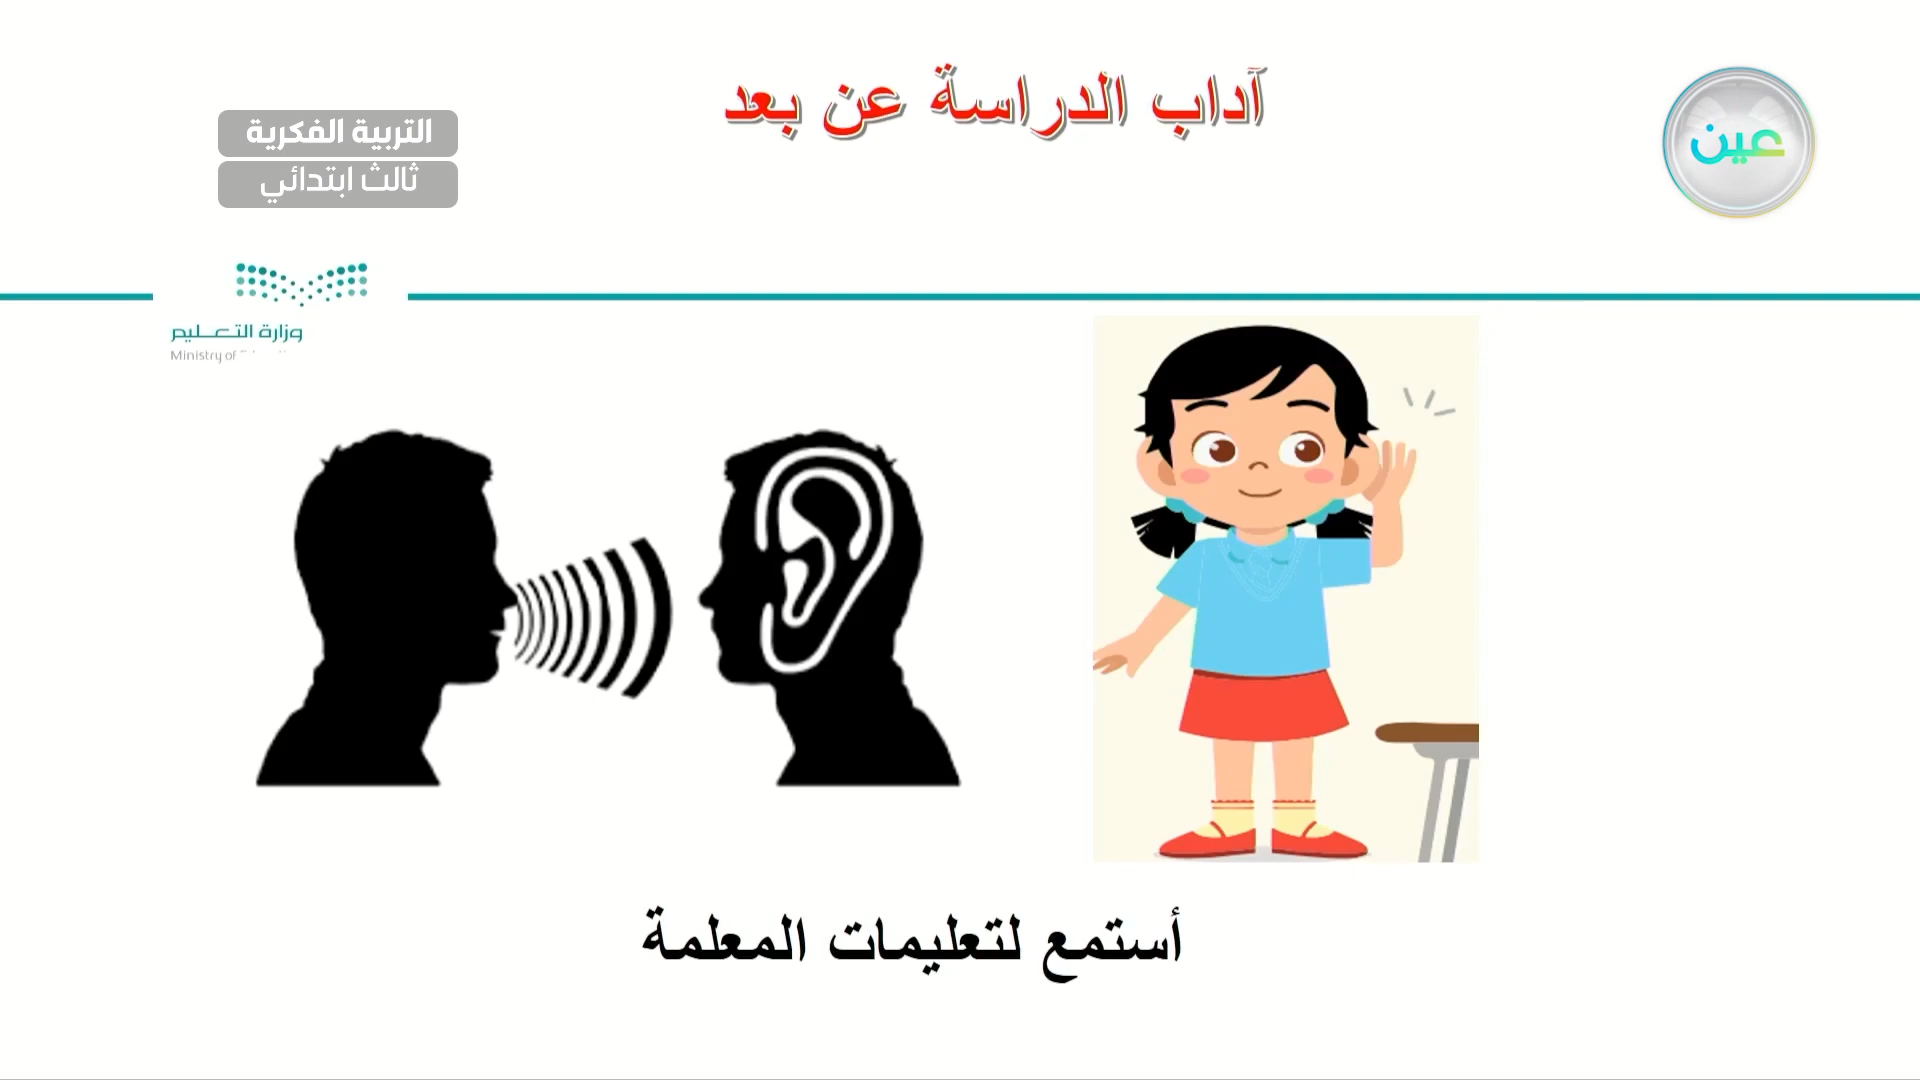 آداب الدراسة عن بعد
عين
التربية الفكرية
ثالث ابتدائي
وزارة التعليم
Ministry of
أستمع لتعليمات المعلمة